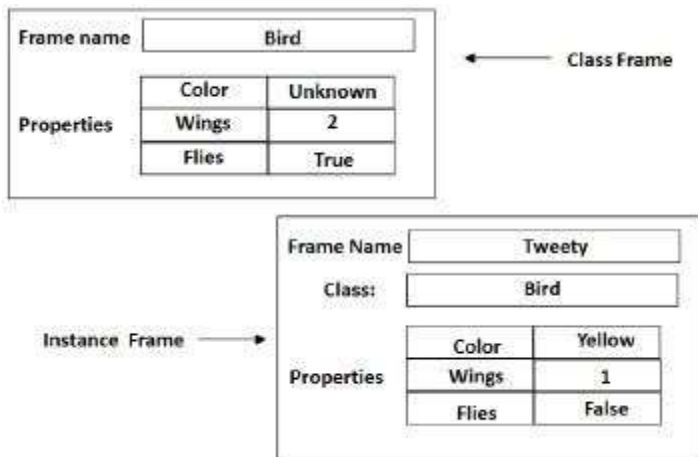 Frame name Bird
Class Frame
Color Unknown
Properties Wings 2
Flies True
Frame Name Tweety
Class: Bird
Instance Frame
Color Yellow
Properties Wings 1
Flies False